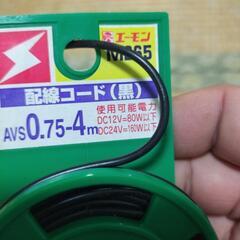 エーモン
配線コード(黒)
AVS0.75-4m
使用可能電力
DC12V=80W以下
DC24V=160W以下